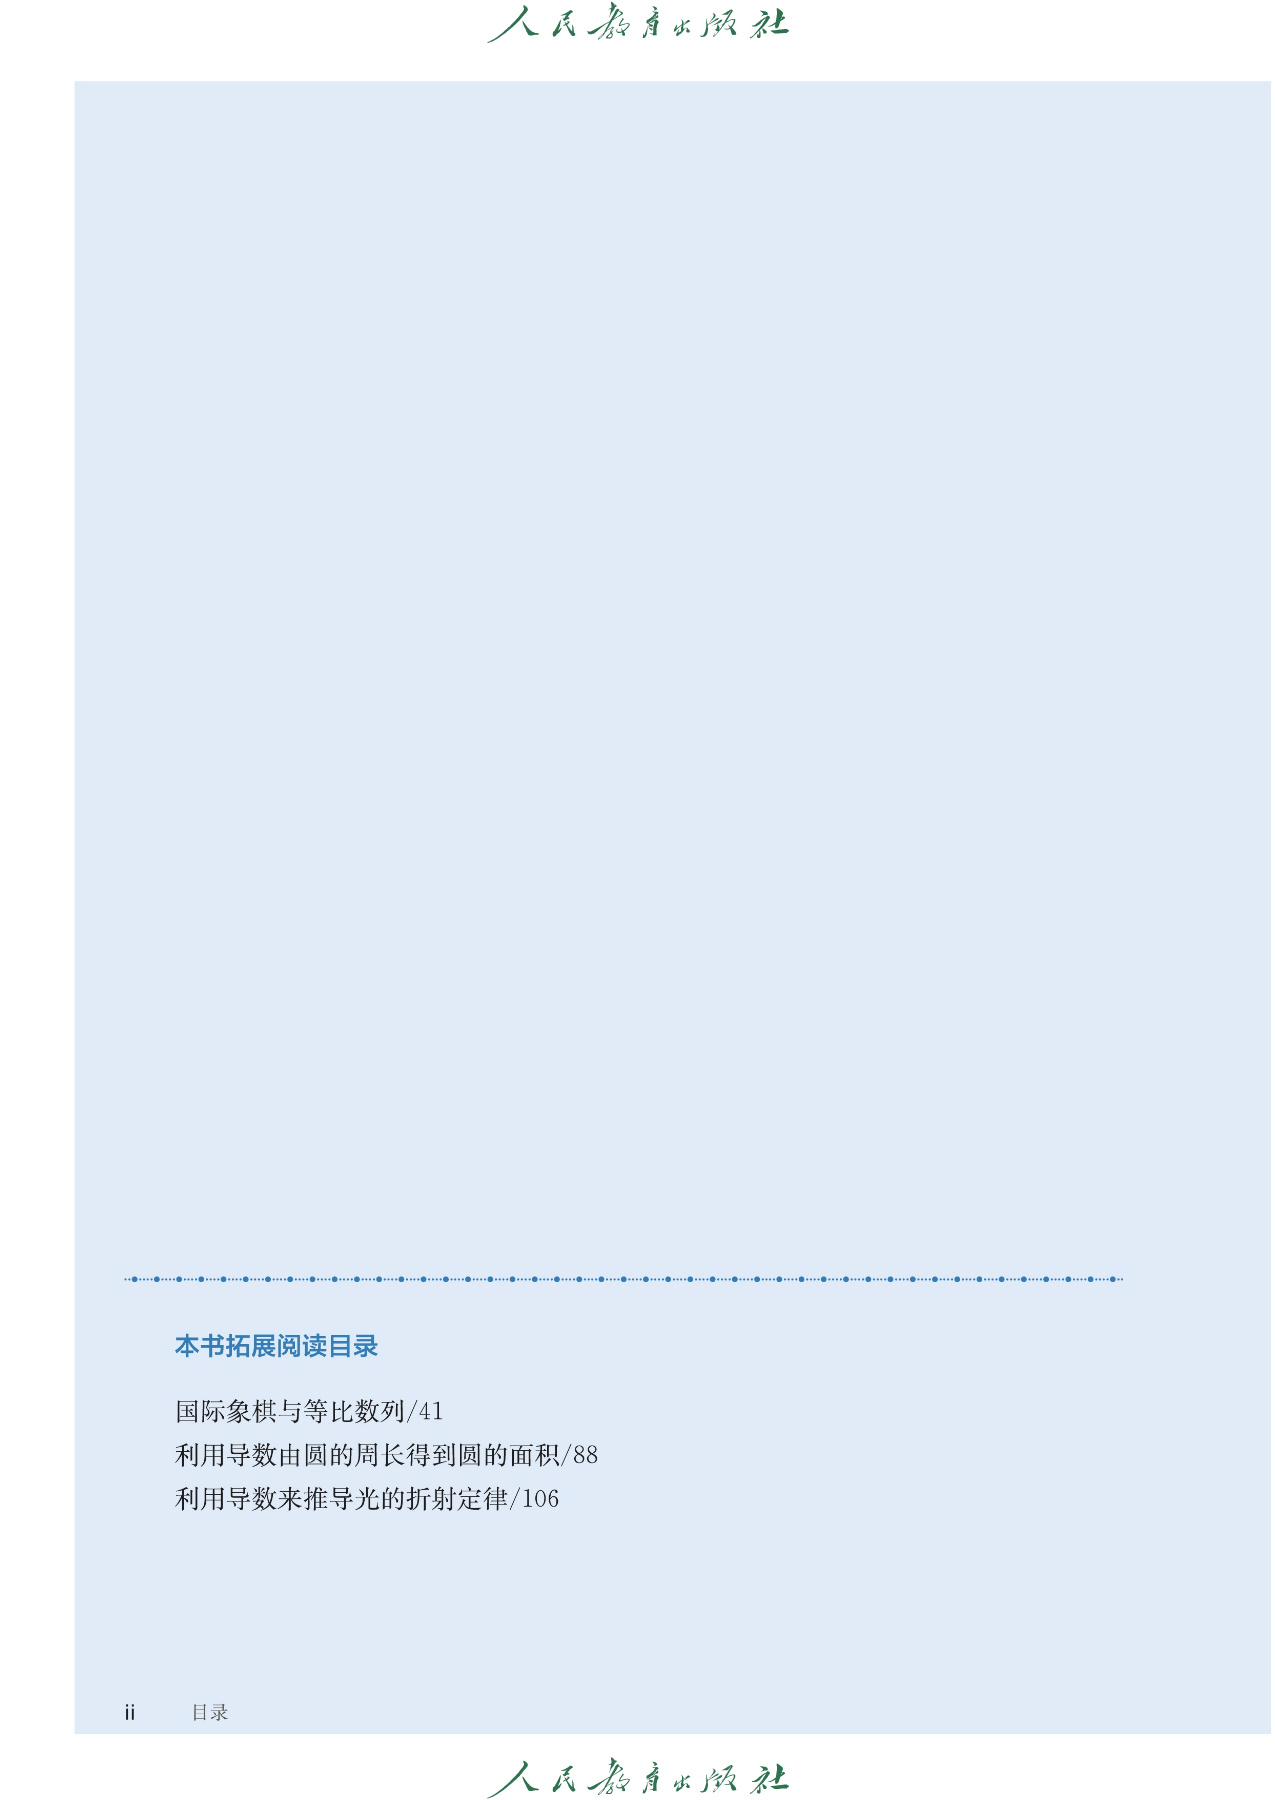 人民教育出版社
本书拓展阅读目录
国际象棋与等比数列/41
利用导数由圆的周长得到圆的面积/88
利用导数来推导光的折射定律/106
ii 目录
人民教育出版社